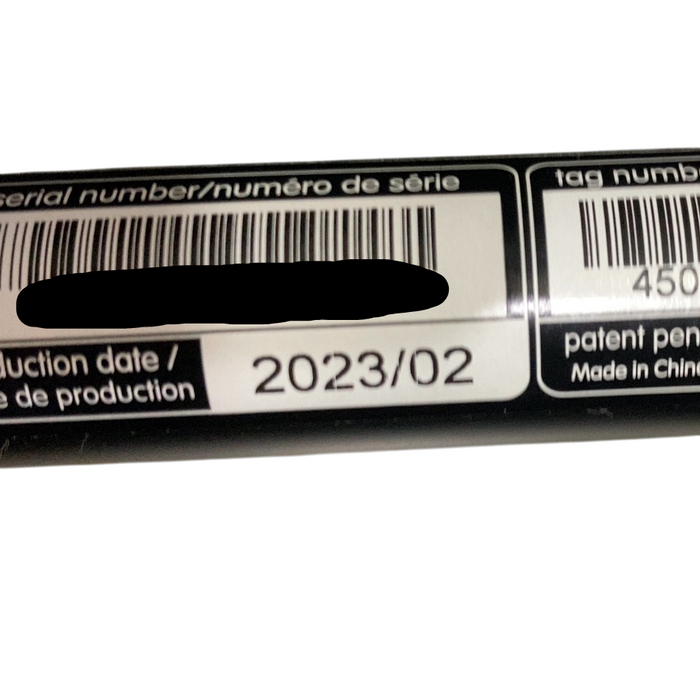 serial number/numéro de série
duction date /
e de production
2023/02
tag numb
450
patent pen
Made in Chin